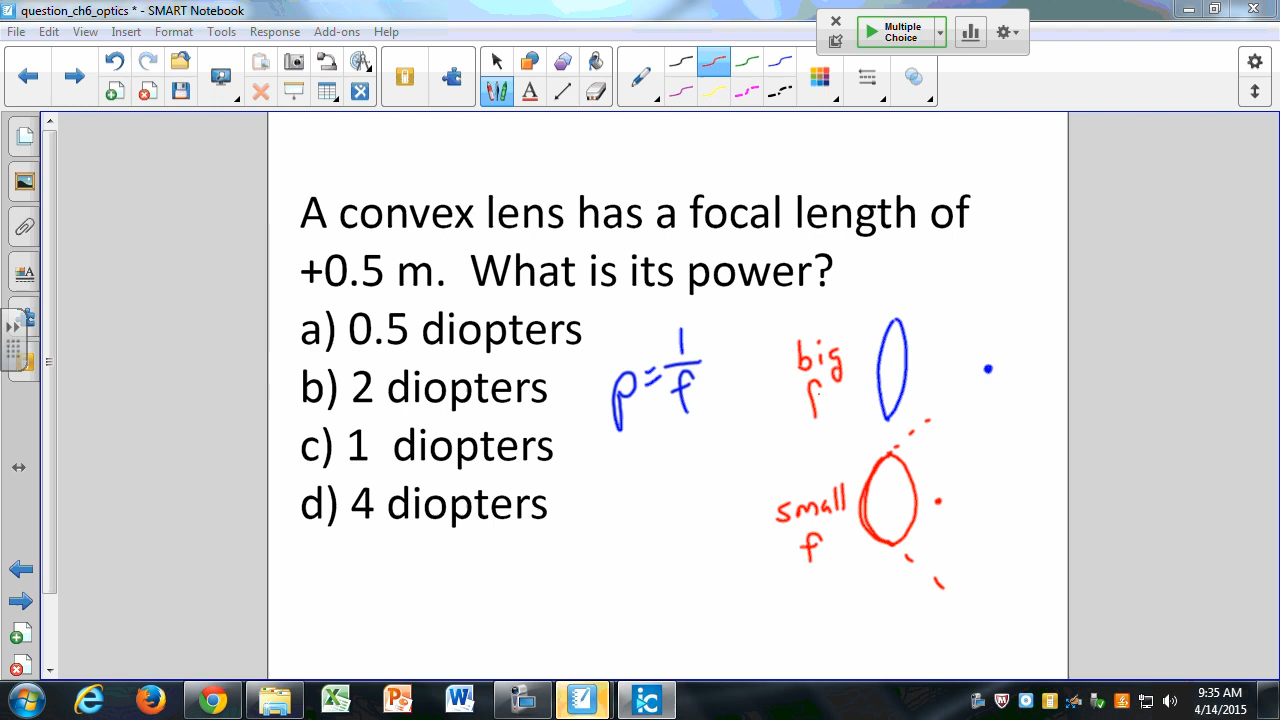 question_ch6_optics * - SMART Notebook
File Edit View Insert Format Tools Response Add-ons Help
Multiple
Choice
A convex lens has a focal length of
+0.5 m. What is its power?
a) 0.5 diopters
b) 2 diopters
c) 1 diopters
d) 4 diopters
p = 1/f
big
f
small
f
9:35 AM
4/14/2015